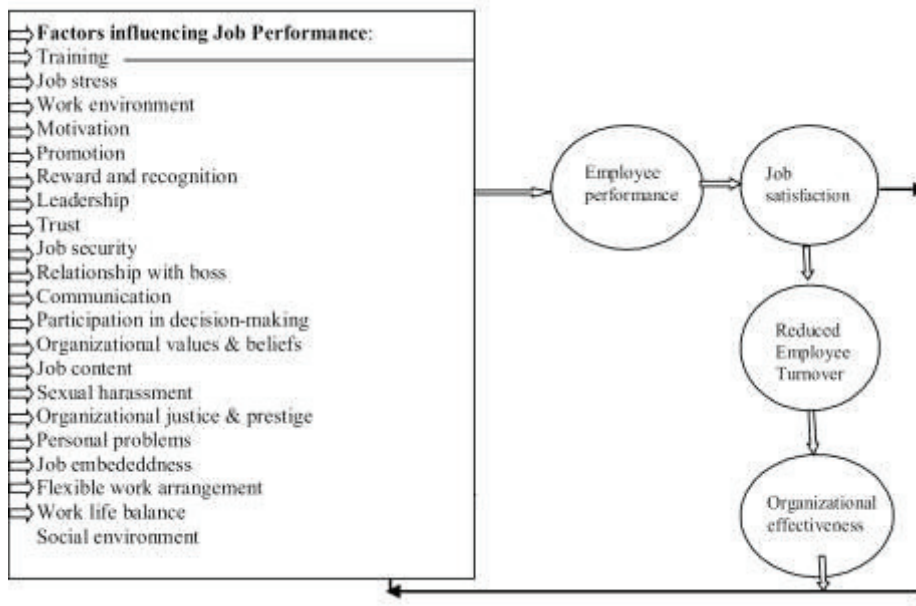 Factors influencing Job Performance:
Training
Job stress
Work environment
Motivation
Promotion
Reward and recognition
Leadership
Trust
Job security
Relationship with boss
Communication
Participation in decision-making
Organizational values & beliefs
Job content
Sexual harassment
Organizational justice & prestige
Personal problems
Job embededdness
Flexible work arrangement
Work life balance
Social environment
Employee
performance
Job
satisfaction
Reduced
Employee
Turnover
Organizational
effectiveness